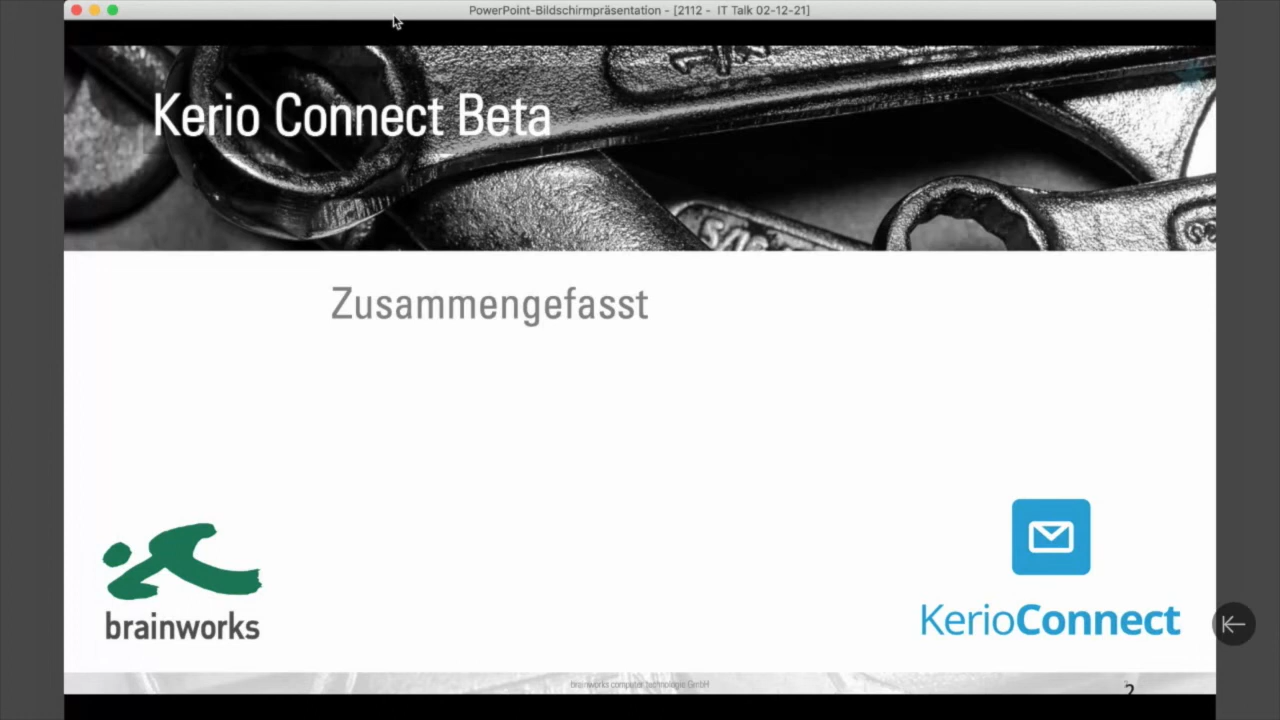 PowerPoint-Bildschirmpräsentation - [2112 - IT Talk 02-12-21]
Kerio Connect Beta
Zusammengefasst
brainworks
KerioConnect
brainworks computer technologie GmbH
2